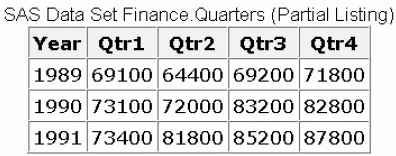 SAS Data Set Finance.Quarters (Partial Listing)
Year Qtr1 Qtr2 Qtr3 Qtr4
1989 69100 64400 69200 71800
1990 73100 72000 83200 82800
1991 73400 81800 85200 87800